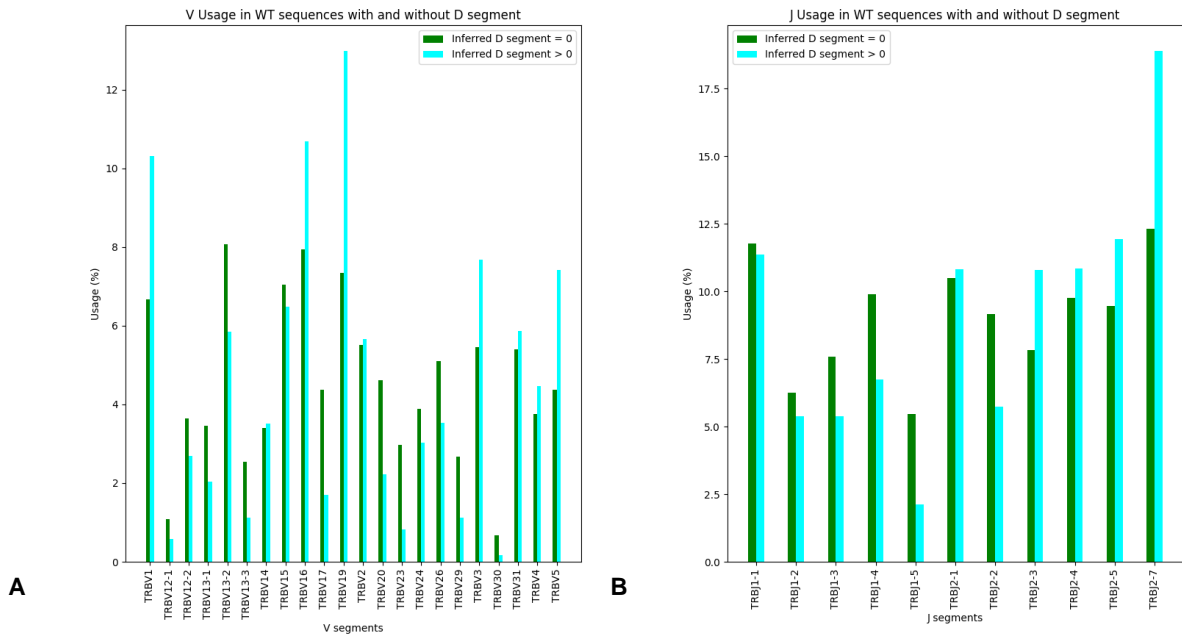 V Usage in WT sequences with and without D segment
Inferred D segment = 0
Inferred D segment > 0
12
10
8
6
4
2
0
Usage (%)
TRBV1
TRBV12-1
TRBV12-2
TRBV13-1
TRBV13-2
TRBV13-3
TRBV14
TRBV15
TRBV16
TRBV17
TRBV19
TRBV2
TRBV20
TRBV23
TRBV24
TRBV26
TRBV29
TRBV3
TRBV30
TRBV31
TRBV4
TRBV5
V segments
A
J Usage in WT sequences with and without D segment
Inferred D segment = 0
Inferred D segment > 0
17.5
15.0
12.5
10.0
7.5
5.0
2.5
0.0
Usage (%)
TRBJ1-1
TRBJ1-2
TRBJ1-3
TRBJ1-4
TRBJ1-5
TRBJ2-1
TRBJ2-2
TRBJ2-3
TRBJ2-4
TRBJ2-5
TRBJ2-7
J segments
B